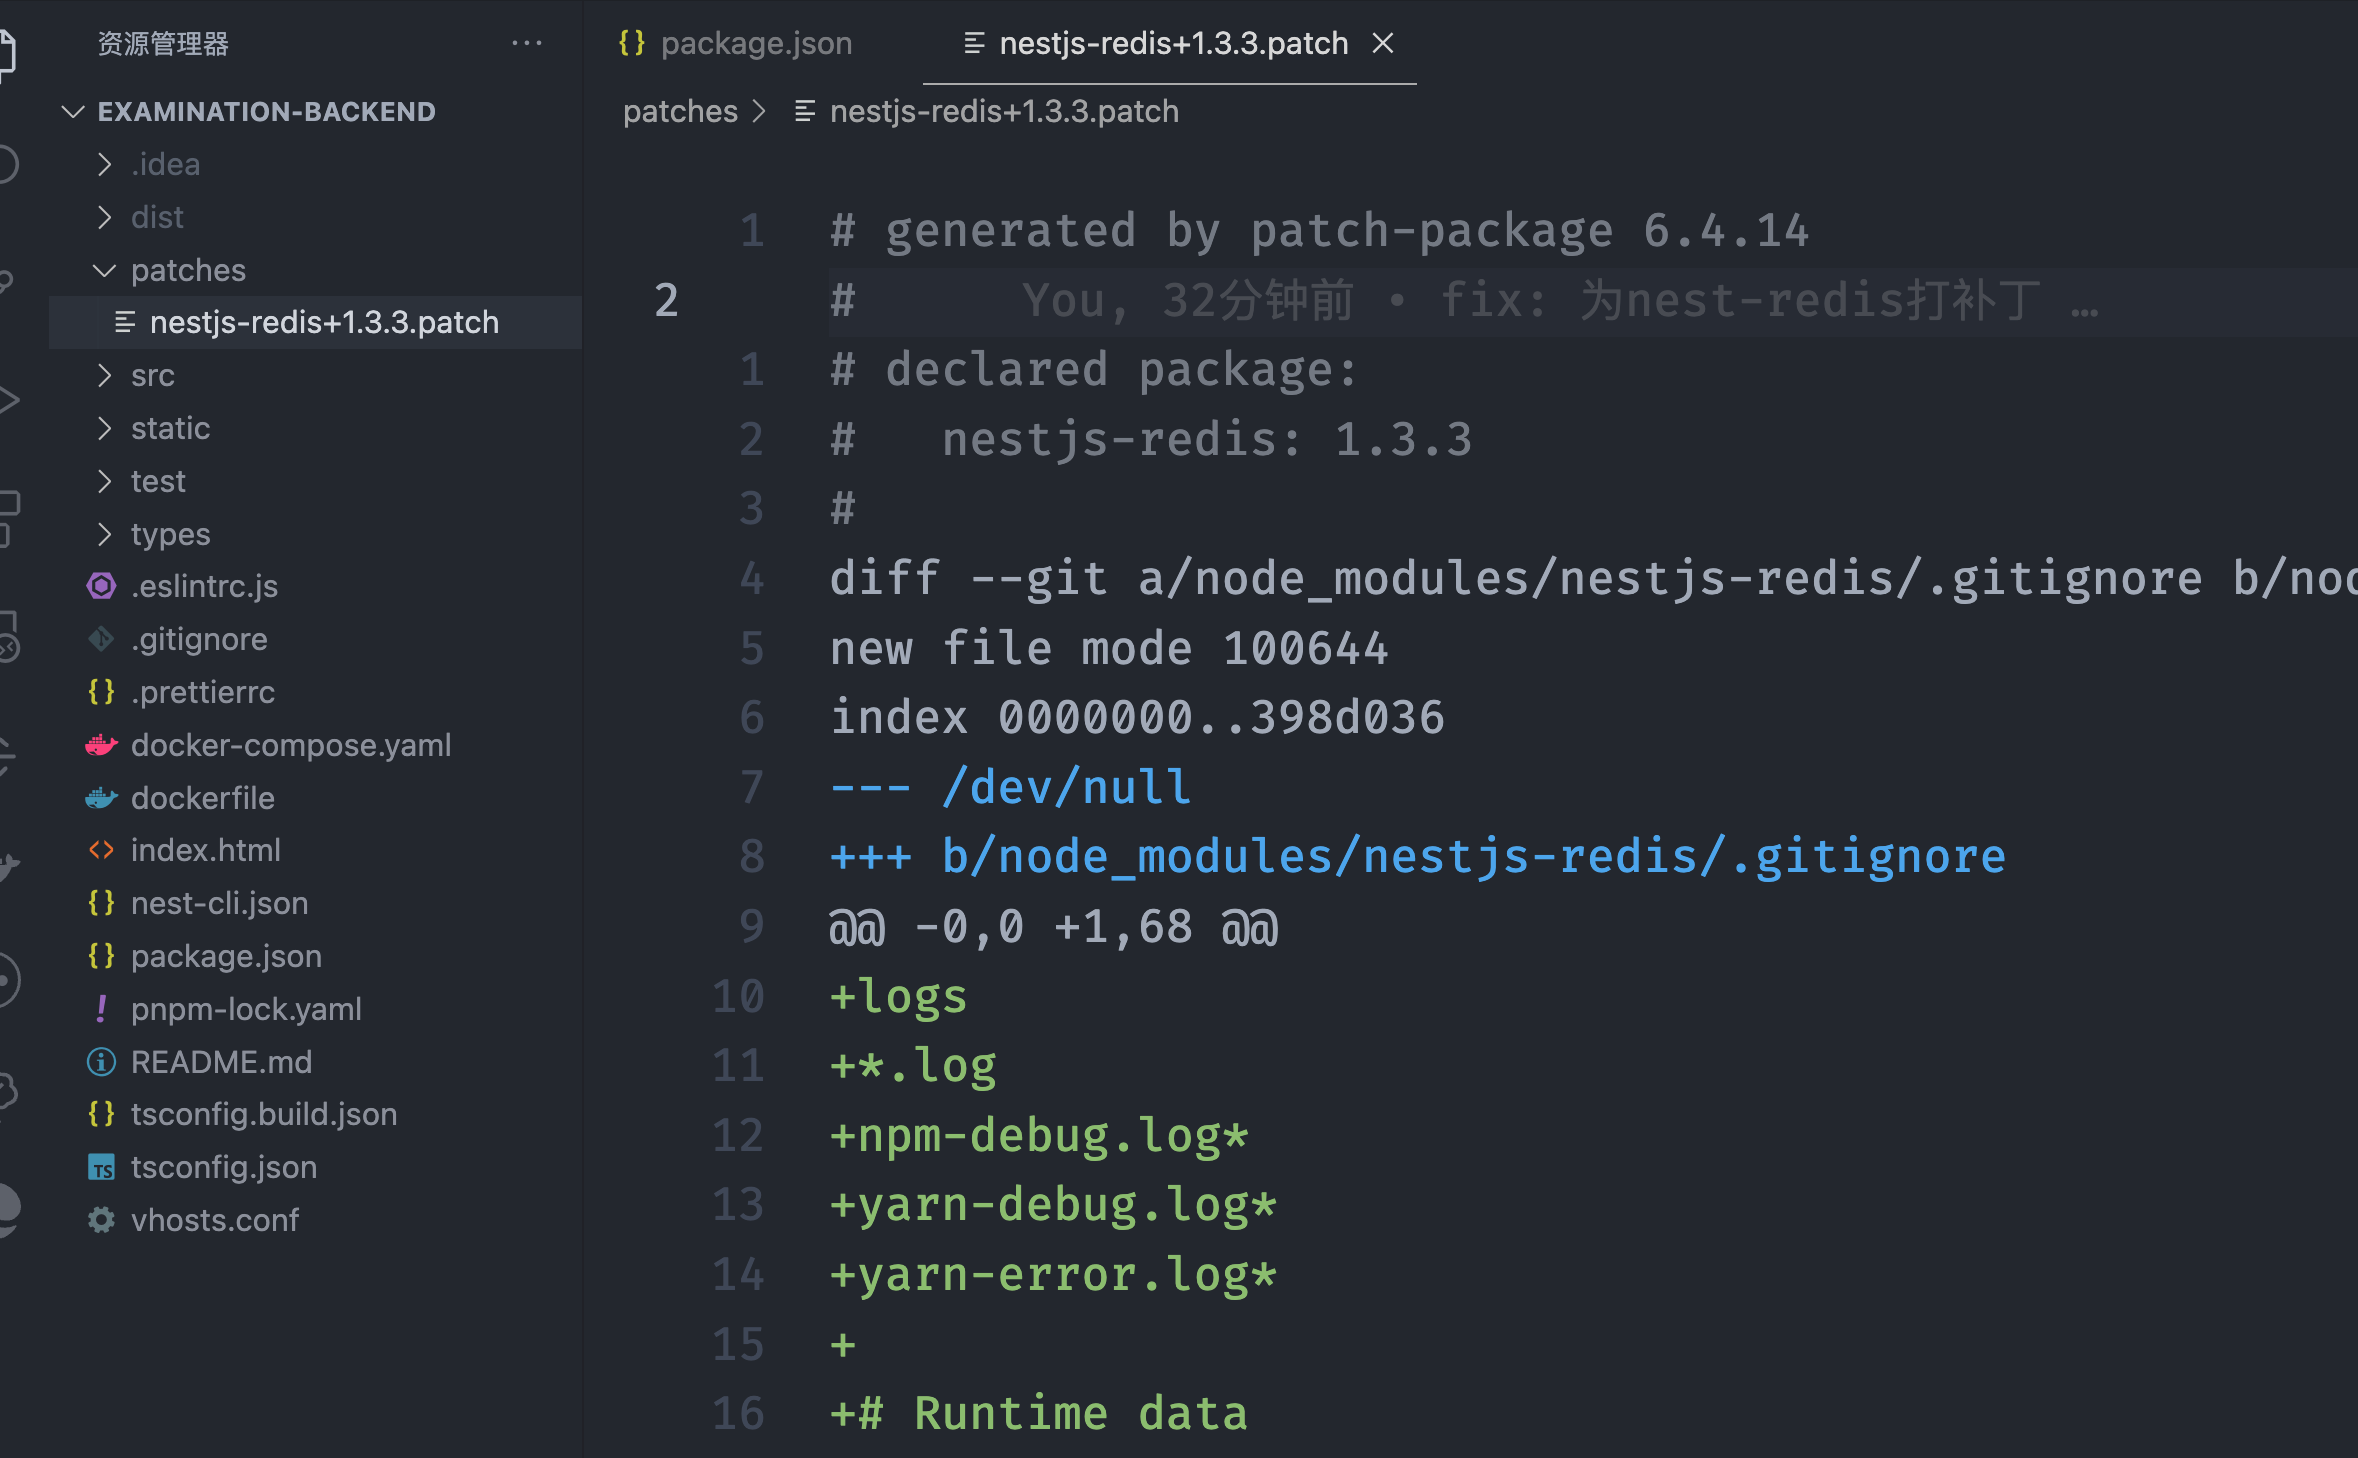 资源管理器
EXAMINATION-BACKEND
.idea
dist
patches
nestjs-redis+1.3.3.patch
src
static
test
types
.eslintrc.js
.gitignore
.prettierrc
docker-compose.yaml
dockerfile
index.html
nest-cli.json
package.json
pnpm-lock.yaml
README.md
tsconfig.build.json
TS tsconfig.json
vhosts.conf
package.json
nestjs-redis+1.3.3.patch
patches > nestjs-redis+1.3.3.patch
1 # generated by patch-package 6.4.14
2 # You, 32分钟前 • fix: 为nest-redis打补丁 …
1 # declared package:
2 #   nestjs-redis: 1.3.3
3 #
4 diff --git a/node_modules/nestjs-redis/.gitignore b/nod
5 new file mode 100644
6 index 0000000..398d036
7 --- /dev/null
8 +++ b/node_modules/nestjs-redis/.gitignore
9 @@ -0,0 +1,68 @@
10 +logs
11 +*.log
12 +npm-debug.log*
13 +yarn-debug.log*
14 +yarn-error.log*
15 +
16 +# Runtime data